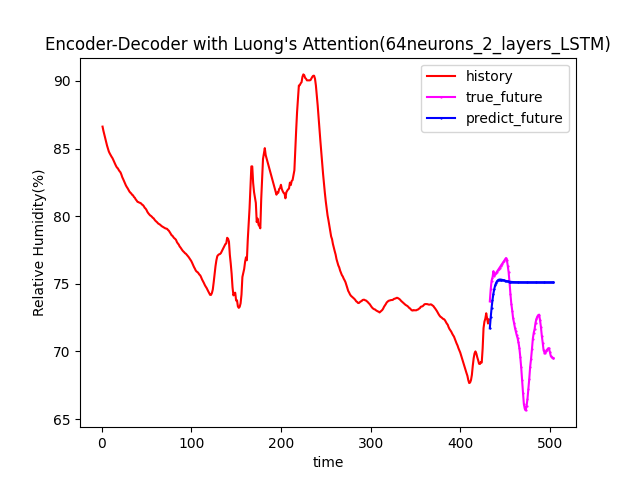 Encoder-Decoder with Luong's Attention(64neurons_2_layers_LSTM)
history
true_future
predict_future
90
85
80
75
70
65
Relative Humidity(%)
0 100 200 300 400 500
time